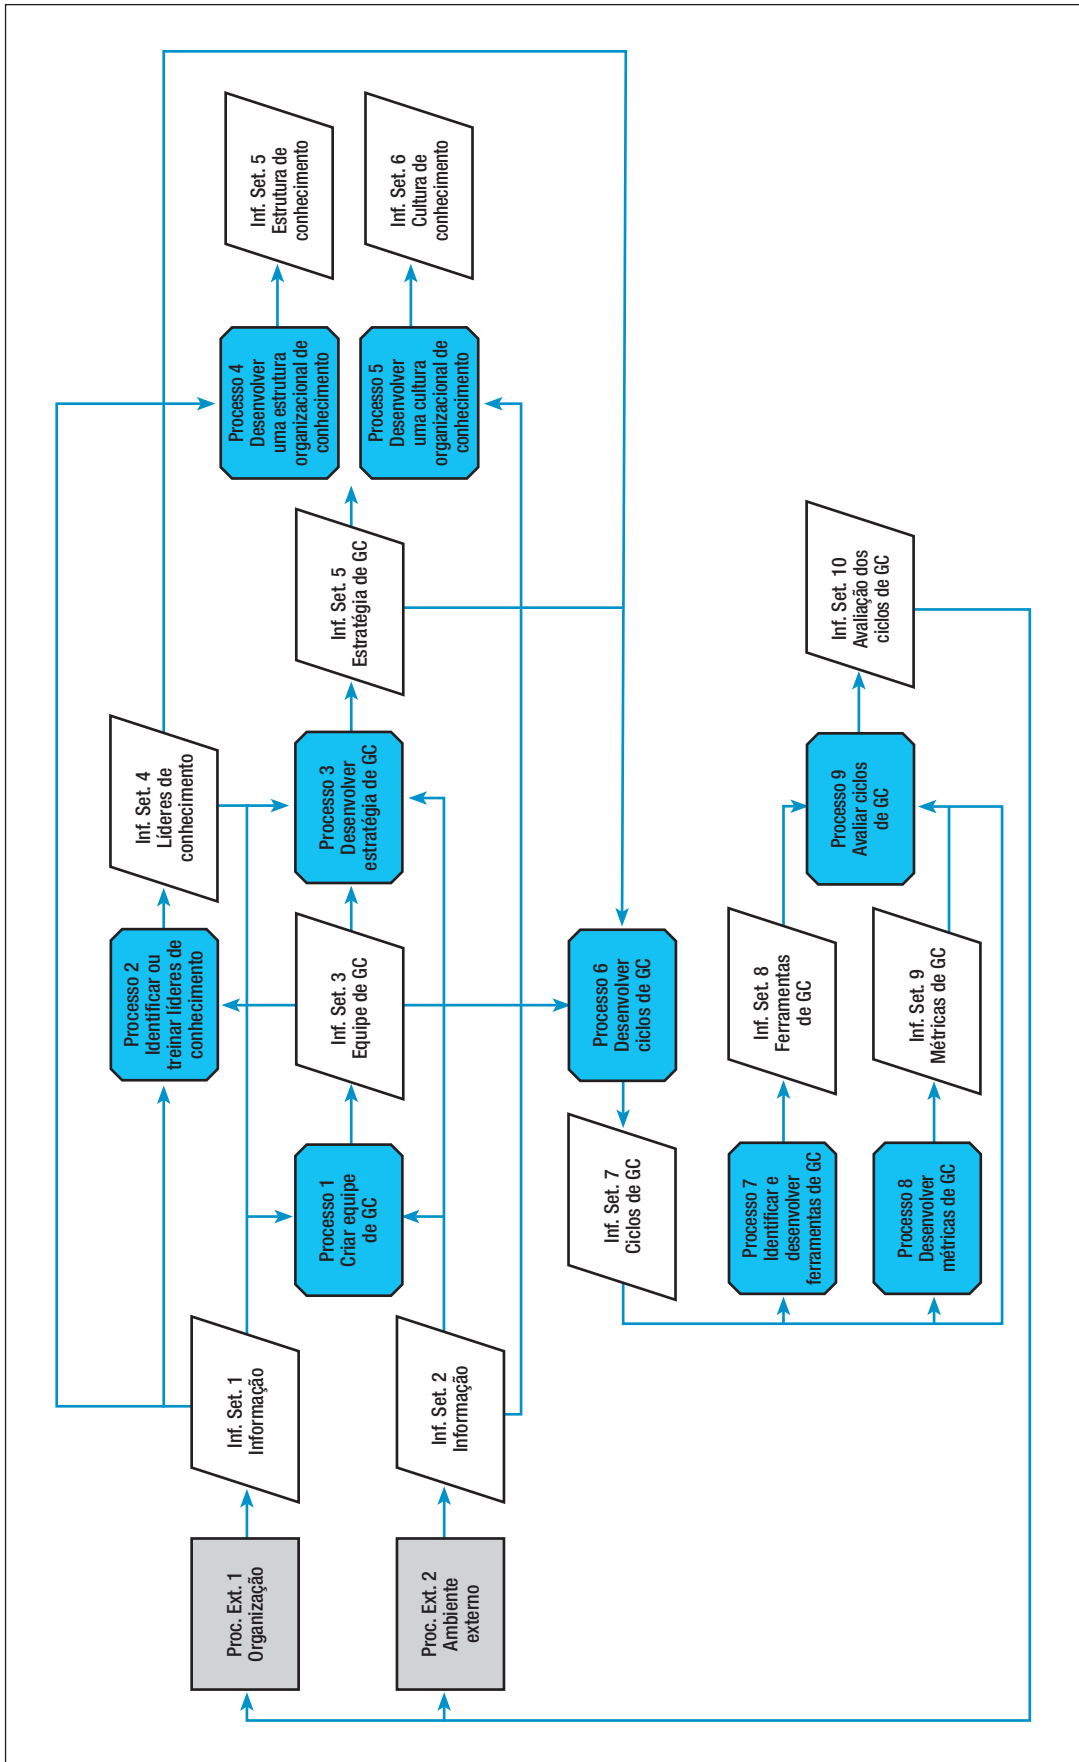 Proc. Ext. 1
Organização
Proc. Ext. 2
Ambiente
externo
Inf. Set. 1
Informação
Inf. Set. 2
Informação
Processo 1
Criar equipe
de GC
Processo 2
Identificar ou
treinar líderes de
conhecimento
Inf. Set. 3
Equipe de GC
Inf. Set. 4
Líderes de
conhecimento
Processo 3
Desenvolver
estratégia de GC
Inf. Set. 5
Estratégia de GC
Processo 4
Desenvolver
uma estrutura
organizacional de
conhecimento
Processo 5
Desenvolver
uma cultura
organizacional de
conhecimento
Inf. Set. 5
Estrutura de
conhecimento
Inf. Set. 6
Cultura de
conhecimento
Processo 6
Desenvolver
ciclos de GC
Inf. Set. 7
Ciclos de GC
Processo 7
Identificar e
desenvolver
ferramentas de GC
Processo 8
Desenvolver
métricas de GC
Inf. Set. 8
Ferramentas
de GC
Inf. Set. 9
Métricas de GC
Processo 9
Avaliar ciclos
de GC
Inf. Set. 10
Avaliação dos
ciclos de GC